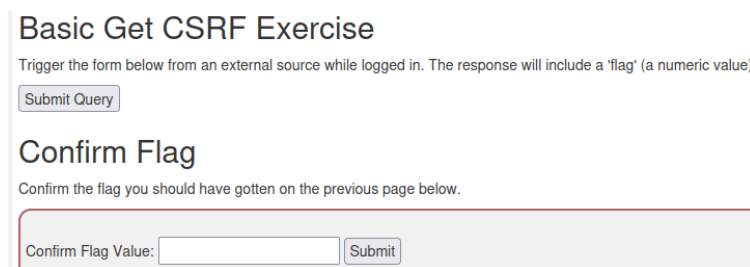 Basic Get CSRF Exercise
Trigger the form below from an external source while logged in. The response will include a 'flag' (a numeric value)
Submit Query
Confirm Flag
Confirm the flag you should have gotten on the previous page below.
Confirm Flag Value: Submit